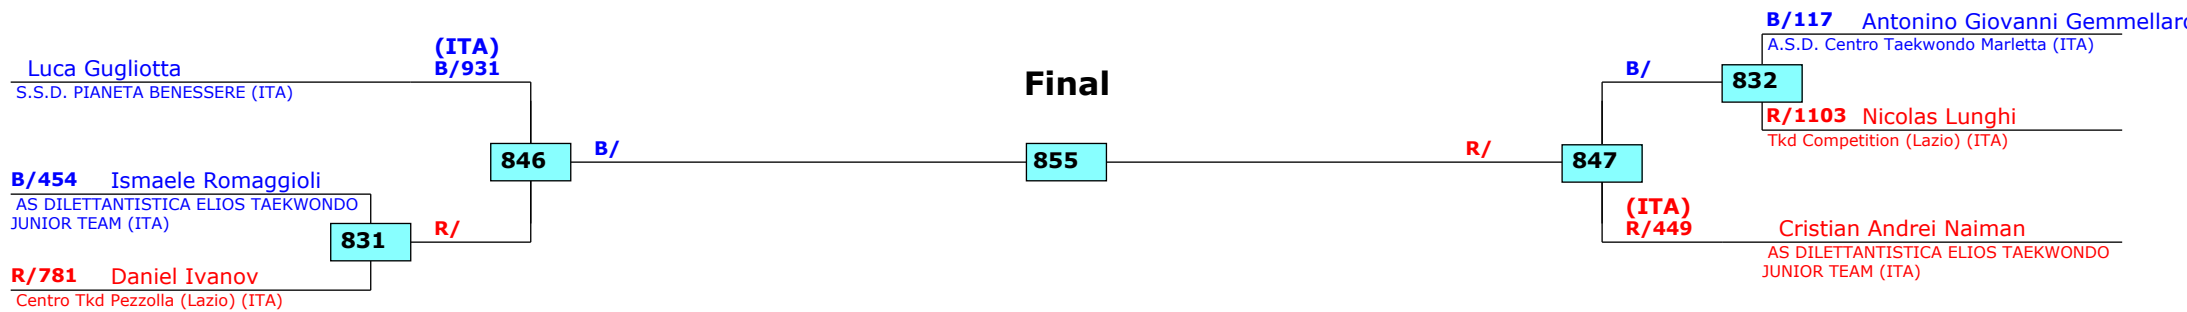 B/117 Antonino Giovanni Gemmellaro
A.S.D. Centro Taekwondo Marletta (ITA)
(ITA)
Luca Gugliotta B/931
S.S.D. PIANETA BENESSERE (ITA)
Final
B/
832
R/1103 Nicolas Lunghi
Tkd Competition (Lazio) (ITA)
846
B/
855
R/
847
B/454 Ismaele Romaggioli
AS DILETTANTISTICA ELIOS TAEKWONDO
JUNIOR TEAM (ITA)
831
R/
R/781 Daniel Ivanov
Centro Tkd Pezzolla (Lazio) (ITA)
(ITA)
R/449 Cristian Andrei Naiman
AS DILETTANTISTICA ELIOS TAEKWONDO
JUNIOR TEAM (ITA)